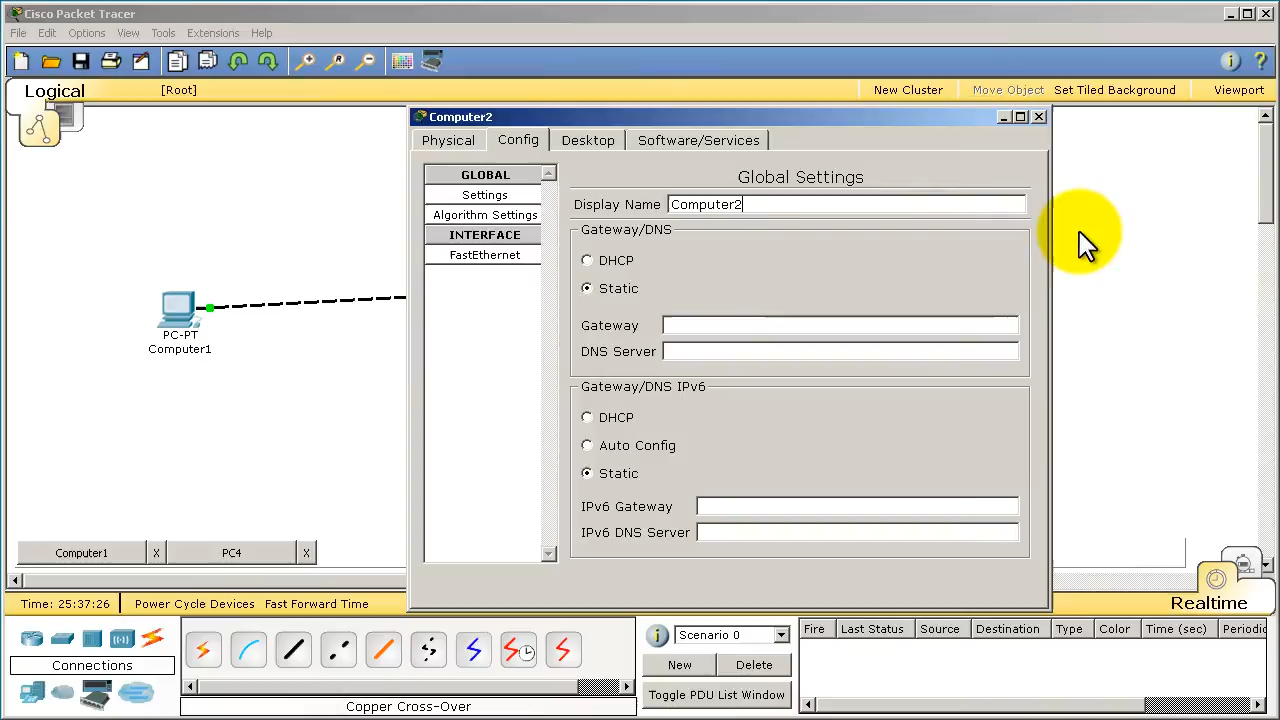 Cisco Packet Tracer
File Edit Options View Tools Extensions Help
Logical [Root] New Cluster Move Object Set Tiled Background Viewport
Computer2
Physical Config Desktop Software/Services
GLOBAL
Settings
Algorithm Settings
INTERFACE
FastEthernet
Global Settings
Display Name Computer2
Gateway/DNS
DHCP
Static
Gateway
DNS Server
Gateway/DNS IPv6
DHCP
Auto Config
Static
IPv6 Gateway
IPv6 DNS Server
PC-PT
Computer1
Computer1 X PC4 X
Time: 25:37:26 Power Cycle Devices Fast Forward Time Realtime
Connections
Copper Cross-Over
Scenario 0
New Delete
Toggle PDU List Window
Fire Last Status Source Destination Type Color Time (sec) Periodic